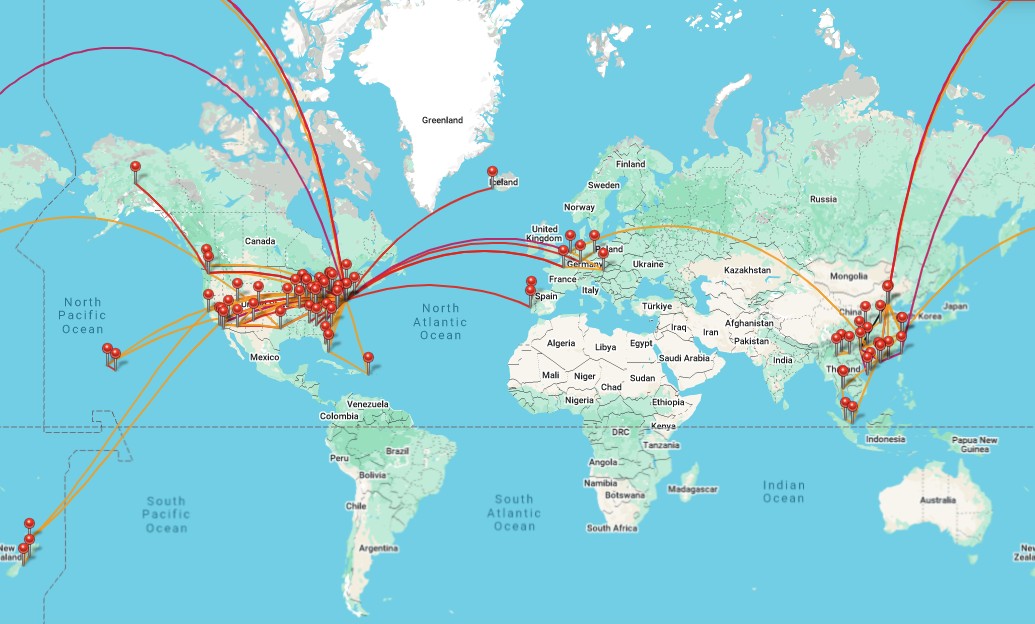 Greenland
Iceland
Finland
Sweden
Russia
Norway
United
Kingdom
Poland
Canada
Germany
Ukraine
Kazakhstan
Mongolia
France
Italy
North
Pacific
Ocean
North
Atlantic
Ocean
Spain
Türkiye
China
Japan
Korea
Iraq
Iran
Afghanistan
Pakistan
Algeria
Libya
Egypt
Saudi Arabia
India
Mexico
Mali
Niger
Chad
Sudan
Nigeria
Ethiopia
Venezuela
Colombia
Kenya
DRC
Tanzania
Indonesia
Papua New
Guinea
Peru
Brazil
Angola
Bolivia
Namibia
Botswana
Madagascar
Indian
Ocean
South
Pacific
Ocean
South
Atlantic
Ocean
Chile
South Africa
Australia
Argentina
New
aland
New
Zeala